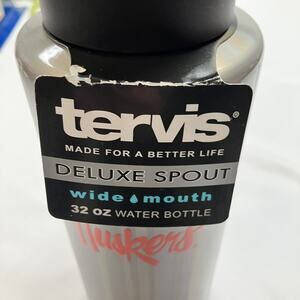 tervis®
MADE FOR A BETTER LIFE
DELUXE SPOUT
wide mouth
32 OZ WATER BOTTLE
Huskers